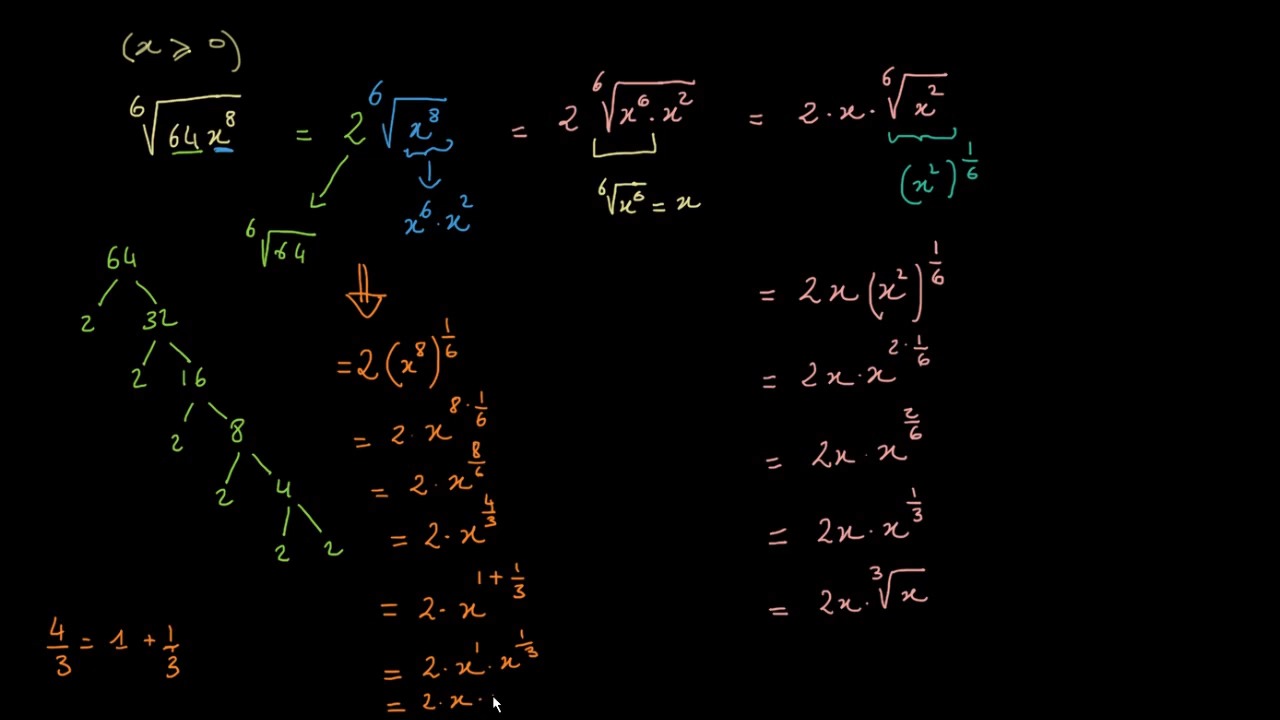 (x ⩾ 0)
⁶√(64x⁸) = 2 ⁶√(x⁸) = 2 ⁶√(x⁶·x²) = 2·x·⁶√(x²)
⁶√64
x⁶·x²
⁶√(x⁶) = x
(x²)^(1/6)
64
2 32
2 16
2 8
2 4
2 2
4/3 = 1 + 1/3
= 2(x⁸)^(1/6)
= 2·x^(8·1/6)
= 2·x^(8/6)
= 2·x^(4/3)
= 2·x^(1+1/3)
= 2·x¹·x^(1/3)
= 2·x·
= 2x(x²)^(1/6)
= 2x·x^(2·1/6)
= 2x·x^(2/6)
= 2x·x^(1/3)
= 2x·³√x